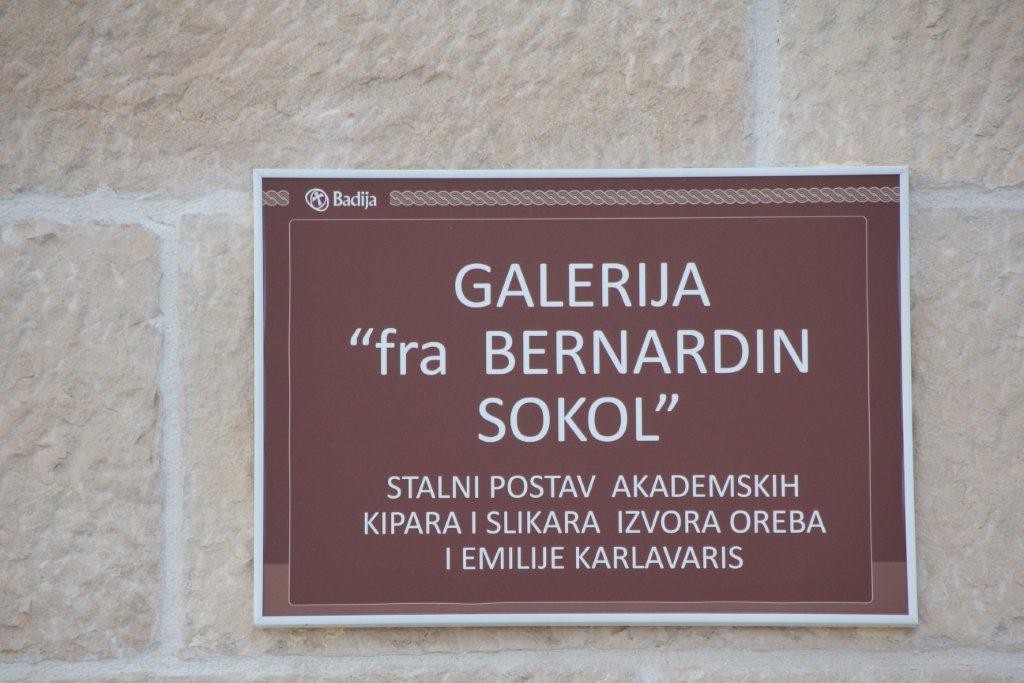 Badija
GALERIJA
“fra BERNARDIN
SOKOL”
STALNI POSTAV AKADEMSKIH
KIPARA I SLIKARA IZVORA OREBA
I EMILIJE KARLAVARIS